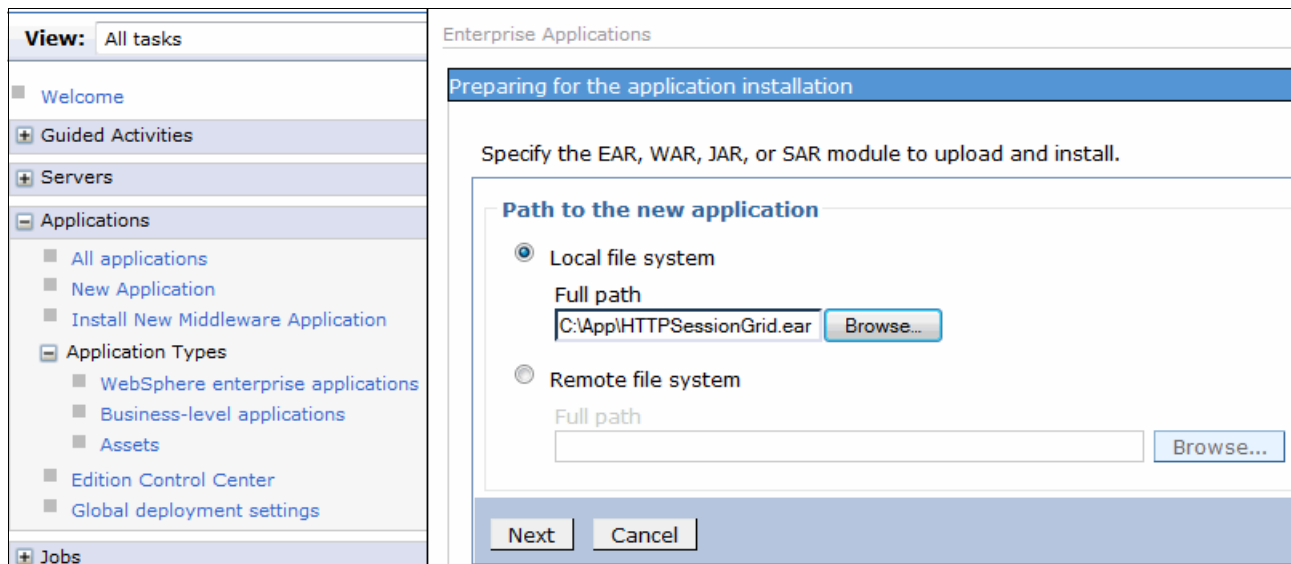 View: All tasks
Welcome
Guided Activities
Servers
Applications
All applications
New Application
Install New Middleware Application
Application Types
WebSphere enterprise applications
Business-level applications
Assets
Edition Control Center
Global deployment settings
Jobs
Enterprise Applications
Preparing for the application installation
Specify the EAR, WAR, JAR, or SAR module to upload and install.
Path to the new application
Local file system
Full path
C:\App\HTTPSessionGrid.ear Browse...
Remote file system
Full path
Browse...
Next Cancel